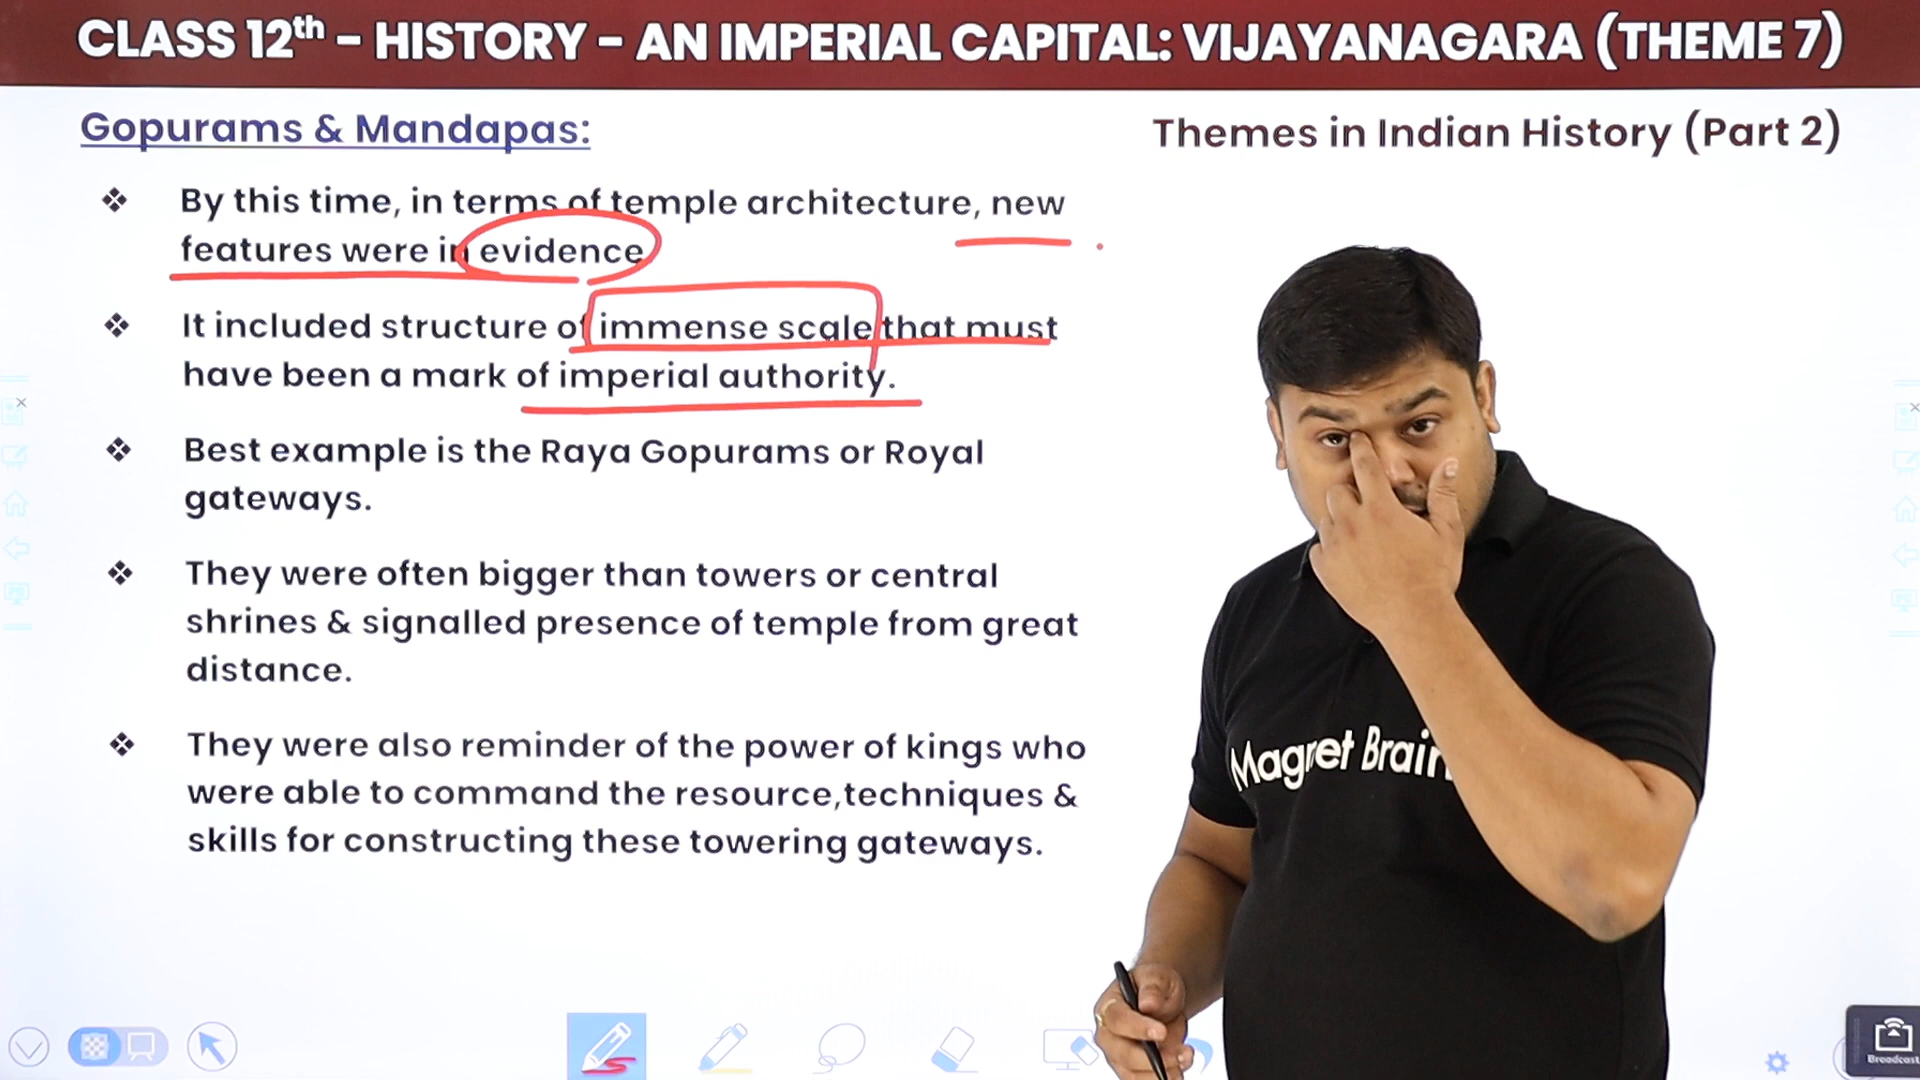 CLASS 12th - HISTORY - AN IMPERIAL CAPITAL: VIJAYANAGARA (THEME 7)
Gopurams & Mandapas:
Themes in Indian History (Part 2)
❖ By this time, in terms of temple architecture, new
features were in evidence
❖ It included structure of immense scale that must
have been a mark of imperial authority.
❖ Best example is the Raya Gopurams or Royal
gateways.
❖ They were often bigger than towers or central
shrines & signalled presence of temple from great
distance.
❖ They were also reminder of the power of kings who
were able to command the resource,techniques &
skills for constructing these towering gateways.
Magnet Brain
Broadcast